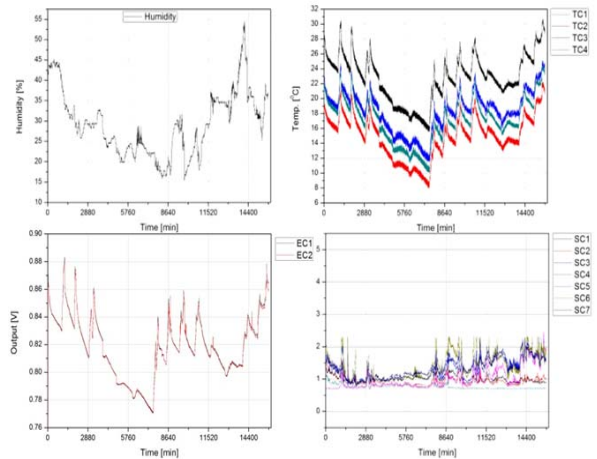 Humidity
Humidity [%]
55
50
45
40
35
30
25
20
15
10
0
2880
5760
8640
11520
14400
Time [min]
TC1
TC2
TC3
TC4
Temp. [°C]
32
30
28
26
24
22
20
18
16
14
12
10
8
6
0
2880
5760
8640
11520
14400
Time [min]
EC1
EC2
Output [V]
0.90
0.88
0.86
0.84
0.82
0.80
0.78
0.76
0
2880
5760
8640
11520
14400
Time [min]
SC1
SC2
SC3
SC4
SC5
SC6
SC7
5
4
3
2
1
0
0
2880
5760
8640
11520
14400
Time [min]